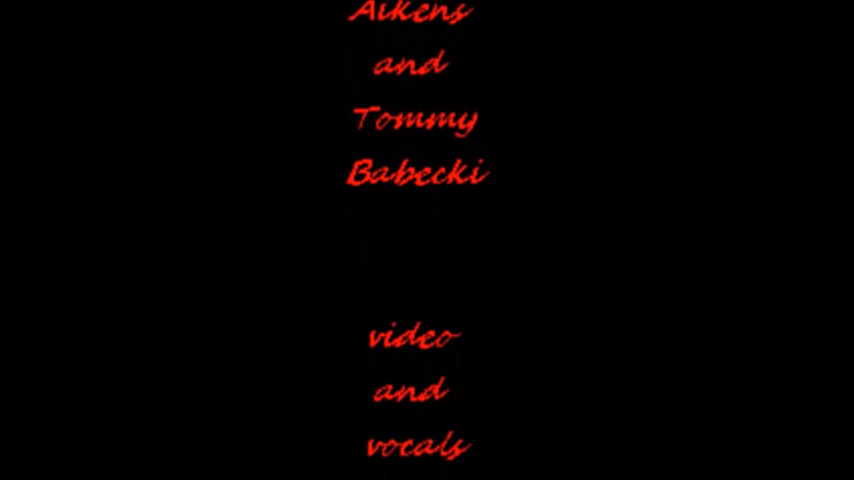 Aikens
and
Tommy
Babecki
video
and
vocals